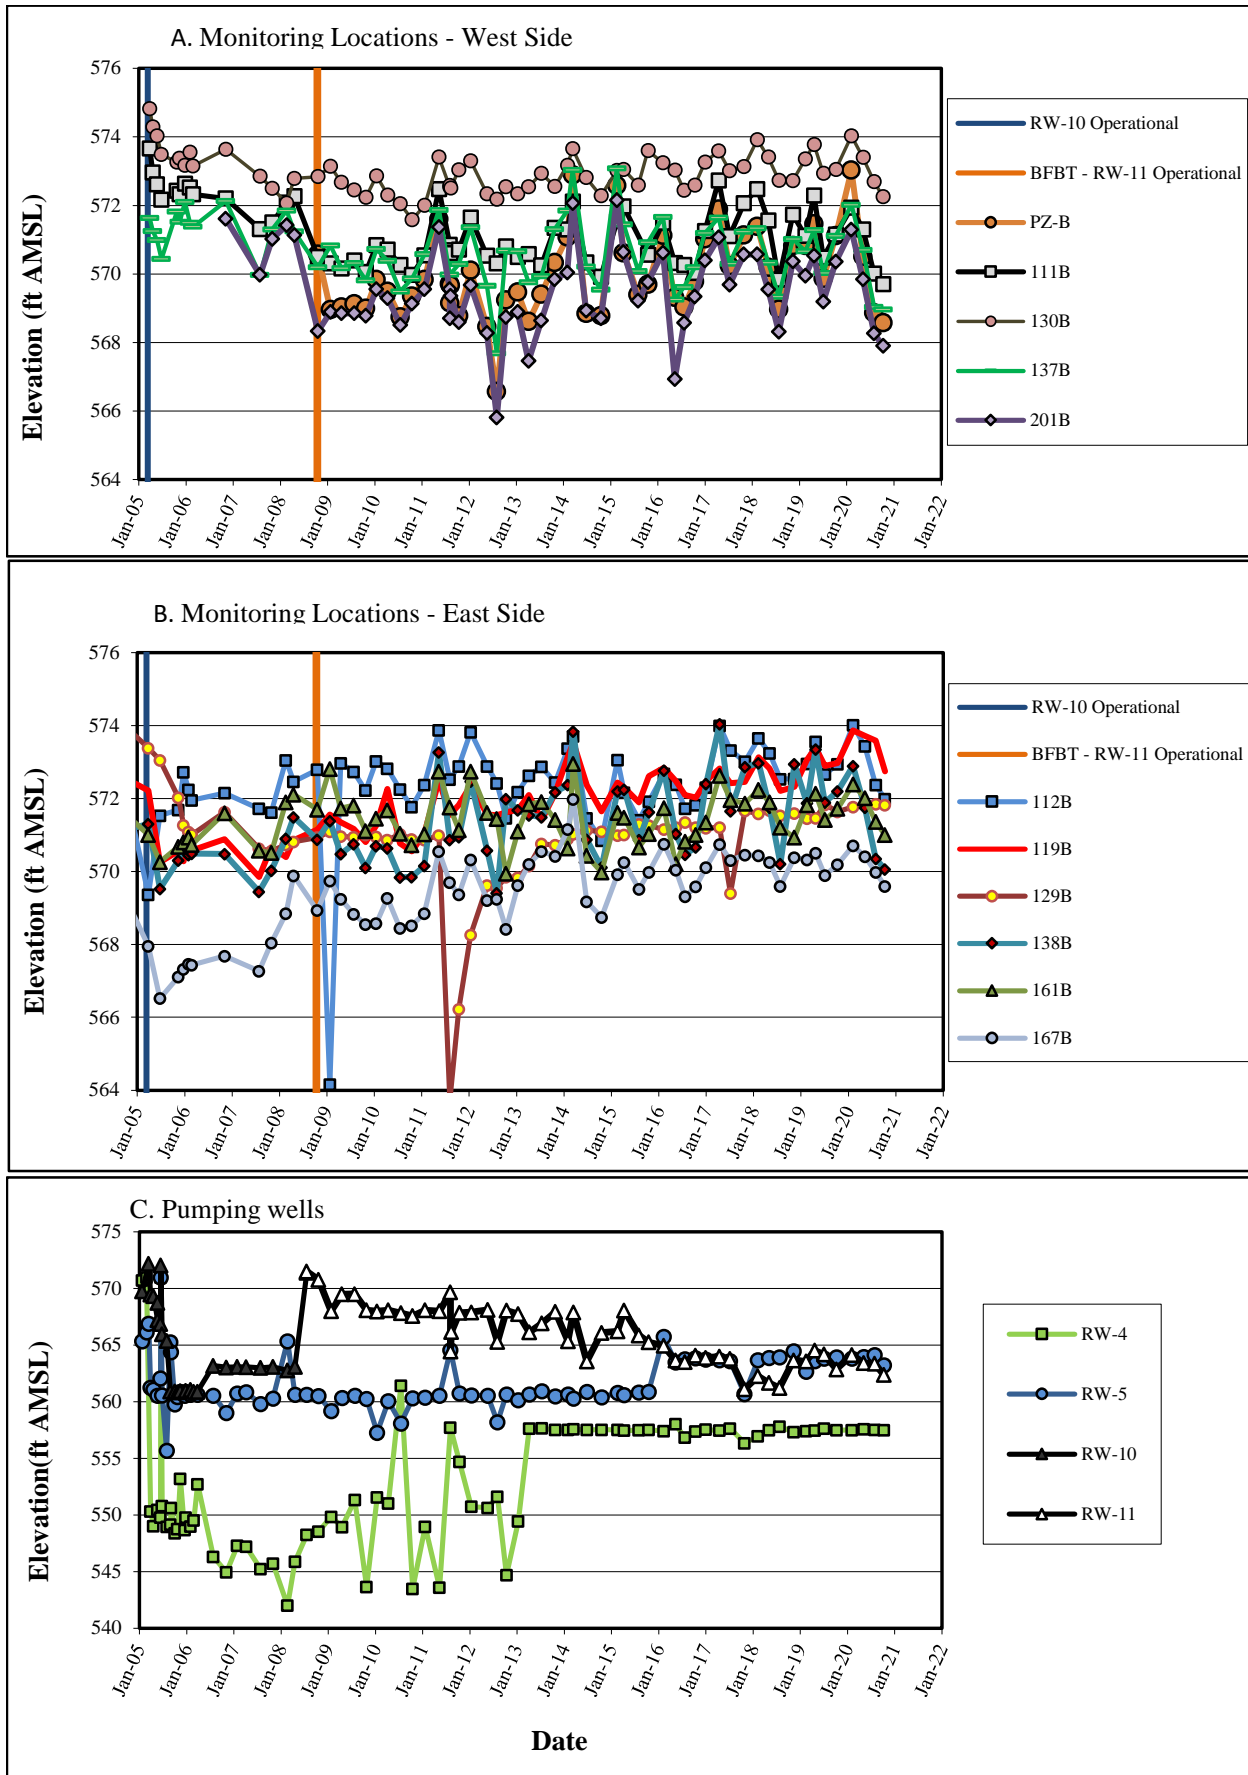 A. Monitoring Locations - West Side
Elevation (ft AMSL)
576
574
572
570
568
566
564
Jan-05
Jan-06
Jan-07
Jan-08
Jan-09
Jan-10
Jan-11
Jan-12
Jan-13
Jan-14
Jan-15
Jan-16
Jan-17
Jan-18
Jan-19
Jan-20
Jan-21
Jan-22
RW-10 Operational
BFBT - RW-11 Operational
PZ-B
111B
130B
137B
201B
B. Monitoring Locations - East Side
Elevation (ft AMSL)
576
574
572
570
568
566
564
Jan-05
Jan-06
Jan-07
Jan-08
Jan-09
Jan-10
Jan-11
Jan-12
Jan-13
Jan-14
Jan-15
Jan-16
Jan-17
Jan-18
Jan-19
Jan-20
Jan-21
Jan-22
RW-10 Operational
BFBT - RW-11 Operational
112B
119B
129B
138B
161B
167B
C. Pumping wells
Elevation(ft AMSL)
575
570
565
560
555
550
545
540
Jan-05
Jan-06
Jan-07
Jan-08
Jan-09
Jan-10
Jan-11
Jan-12
Jan-13
Jan-14
Jan-15
Jan-16
Jan-17
Jan-18
Jan-19
Jan-20
Jan-21
Jan-22
Date
RW-4
RW-5
RW-10
RW-11